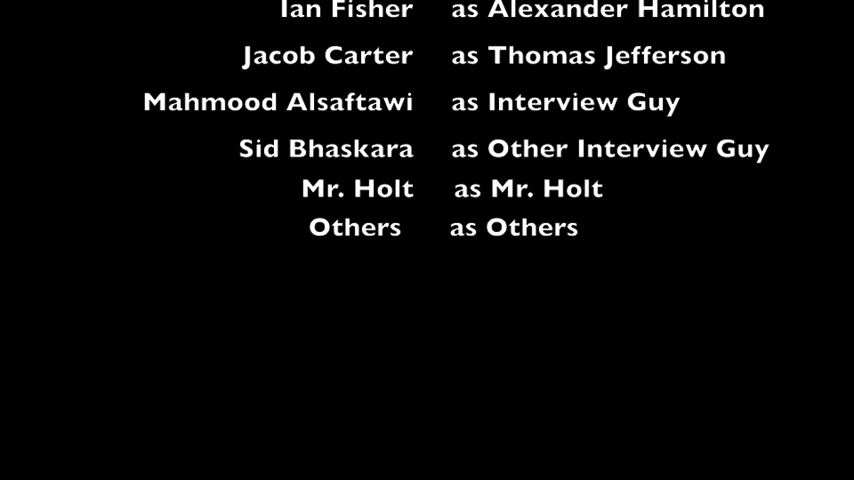 Ian Fisher as Alexander Hamilton
Jacob Carter as Thomas Jefferson
Mahmood Alsaftawi as Interview Guy
Sid Bhaskara as Other Interview Guy
Mr. Holt as Mr. Holt
Others as Others